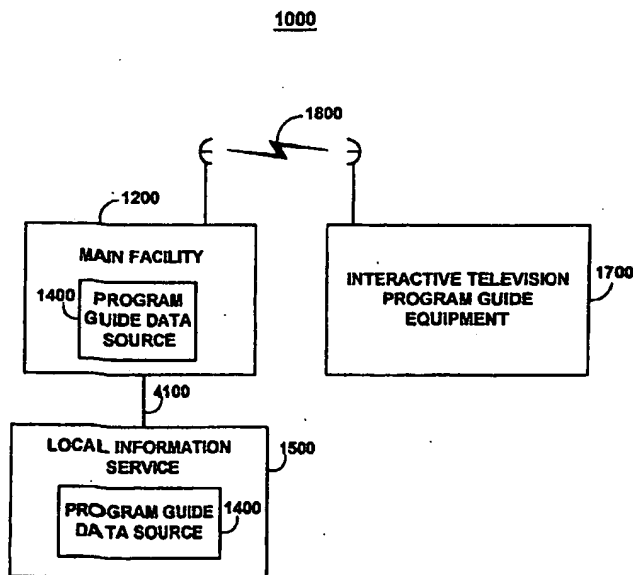 1000
1800
1200
MAIN FACILITY
1400
PROGRAM
GUIDE DATA
SOURCE
INTERACTIVE TELEVISION
PROGRAM GUIDE
EQUIPMENT
1700
4100
LOCAL INFORMATION
SERVICE
1500
PROGRAM GUIDE
DATA SOURCE
1400